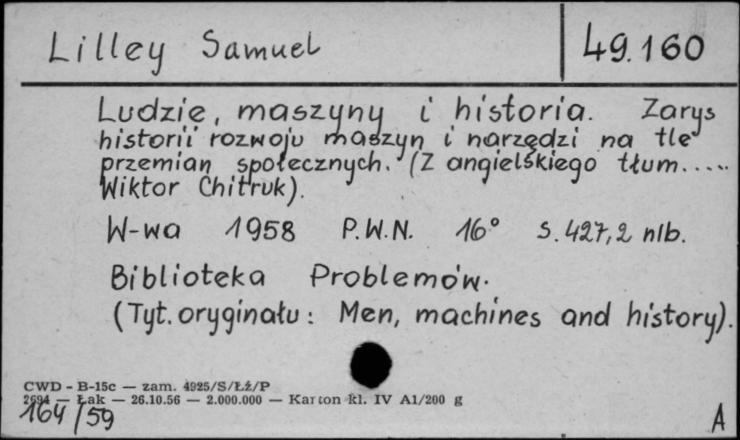 Lilley Samuel 49.160
Ludzie, maszyny i historia. Zarys
historii rozwoju maszyn i narzędzi na tle
przemian społecznych. (Z angielskiego tłum.....
Wiktor Chitruk).
W-wa 1958 P.W.N. 16° s. 427,2 nlb.
Biblioteka Problemów.
(Tyt. oryginału: Men, machines and history).
CWD - B-15c — zam. 4925/S/Łż/P
2694 — Łak — 26.10.56 — 2.000.000 — Karton kl. IV A1/200 g
164/59 A